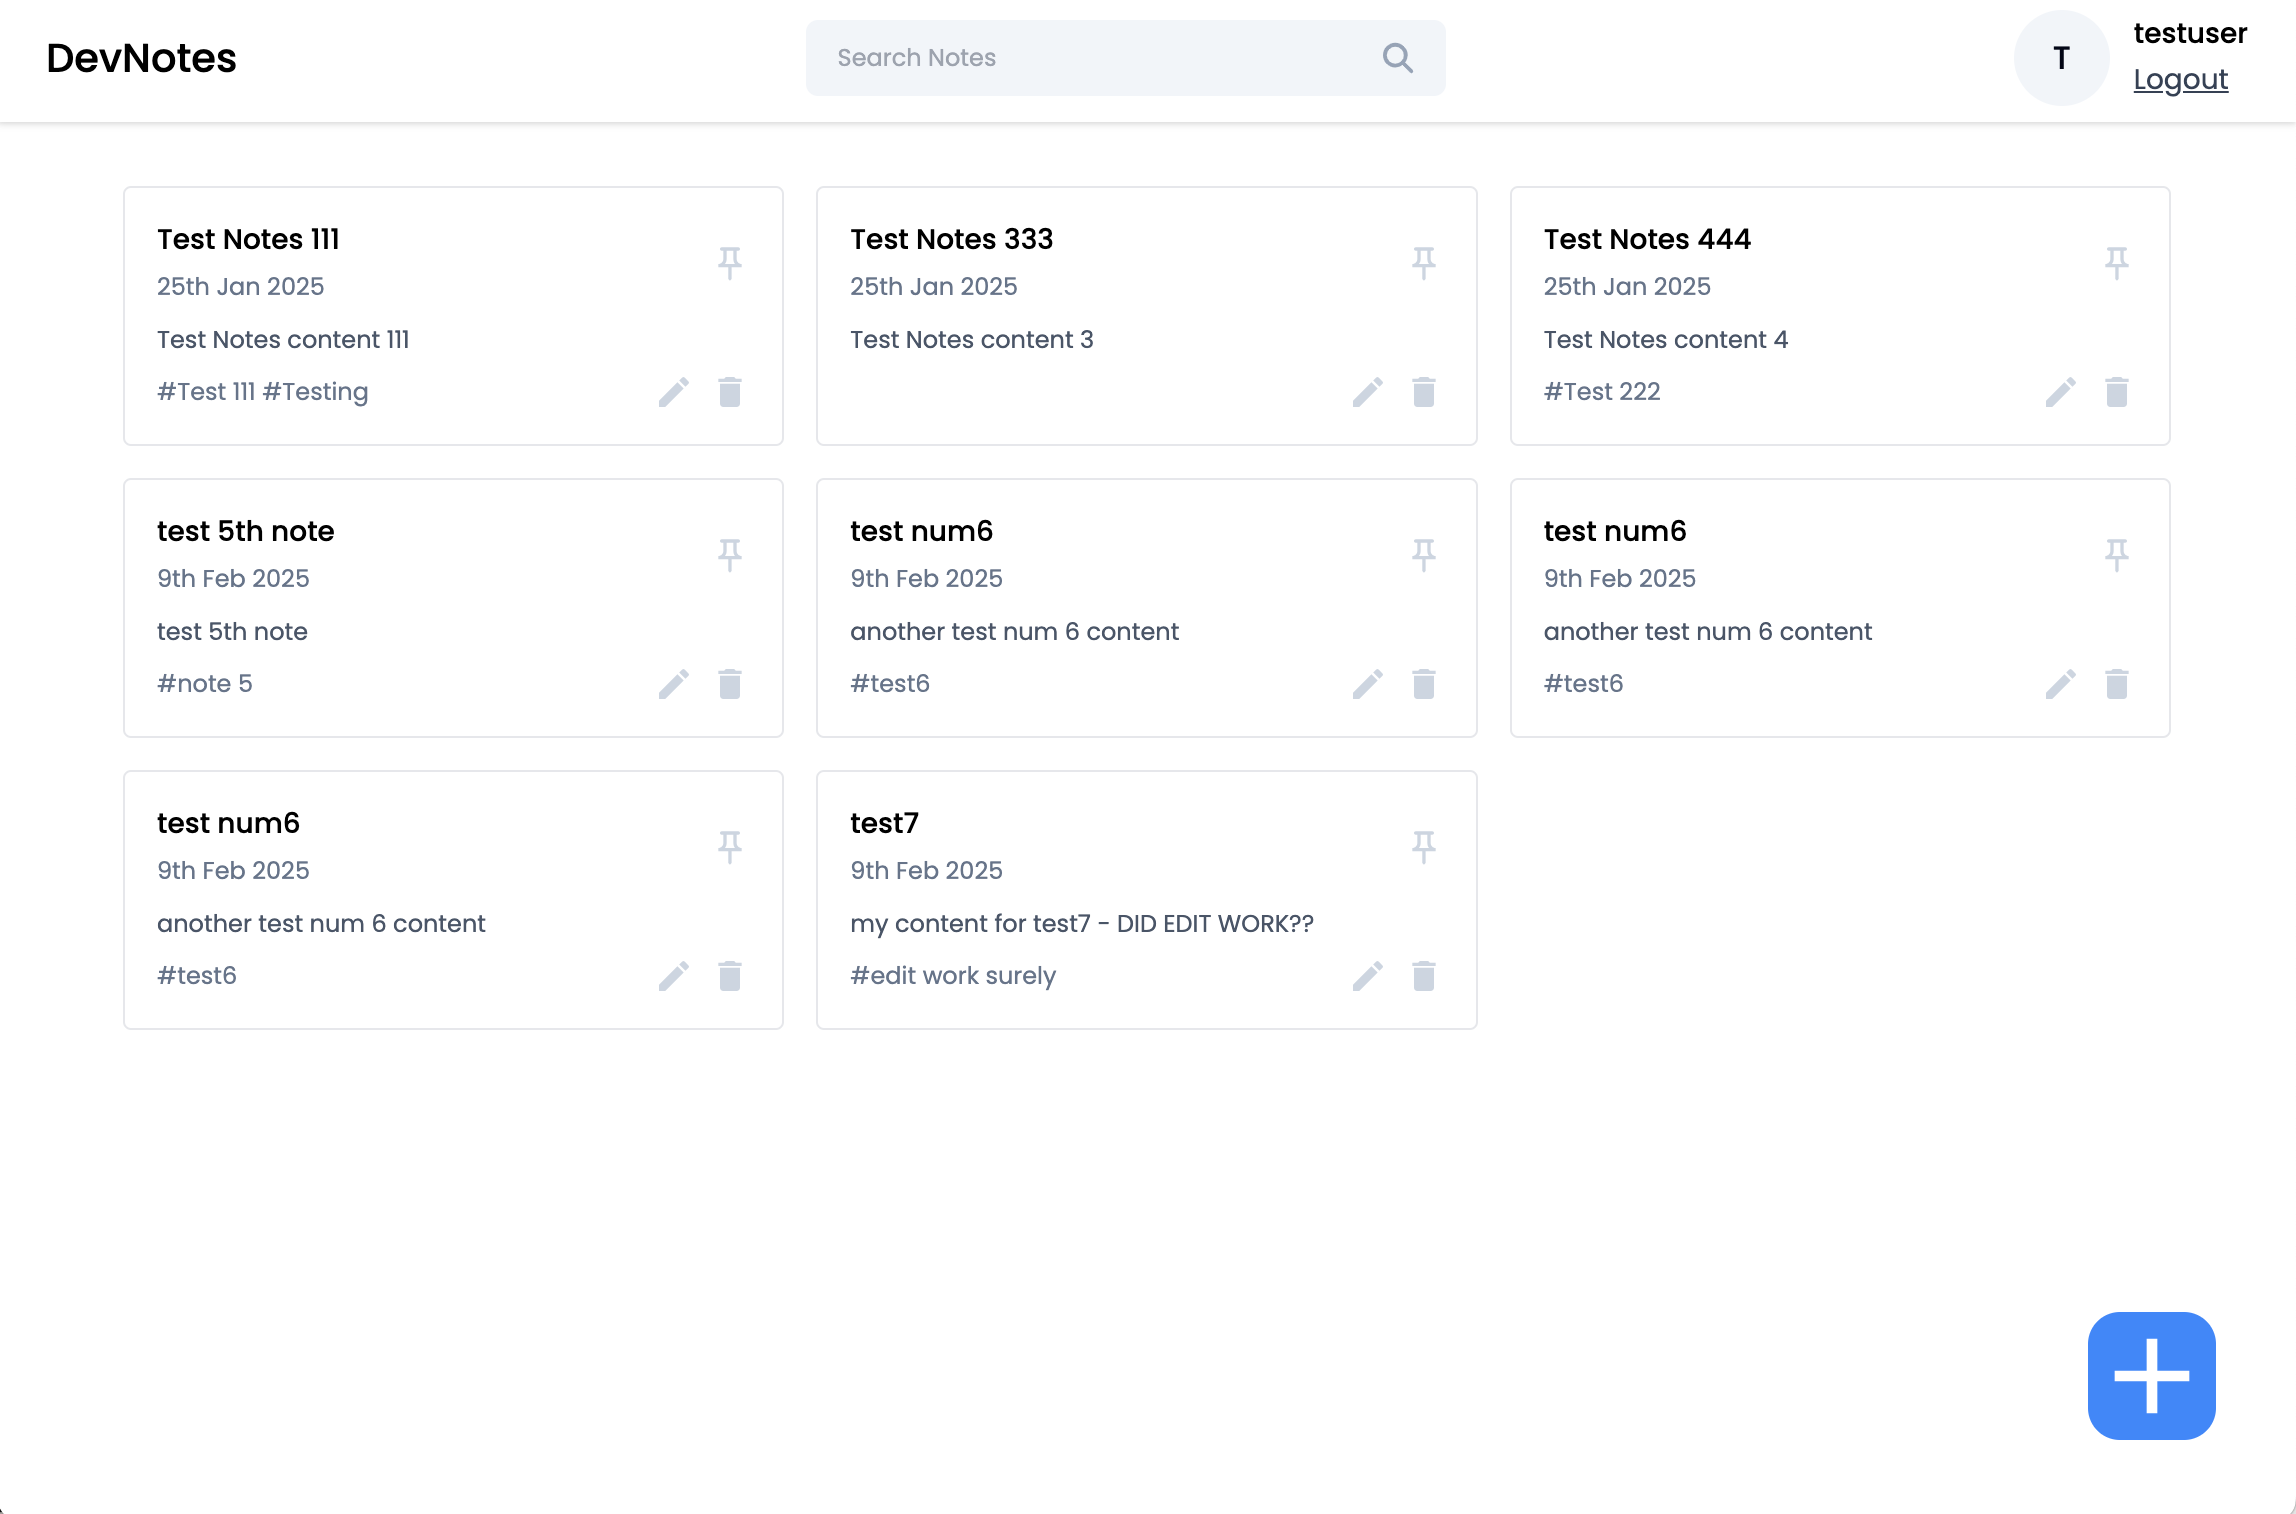 DevNotes
Search Notes
T
testuser
Logout
Test Notes 111
25th Jan 2025
Test Notes content 111
#Test 111 #Testing
Test Notes 333
25th Jan 2025
Test Notes content 3
Test Notes 444
25th Jan 2025
Test Notes content 4
#Test 222
test 5th note
9th Feb 2025
test 5th note
#note 5
test num6
9th Feb 2025
another test num 6 content
#test6
test num6
9th Feb 2025
another test num 6 content
#test6
test num6
9th Feb 2025
another test num 6 content
#test6
test7
9th Feb 2025
my content for test7 - DID EDIT WORK??
#edit work surely